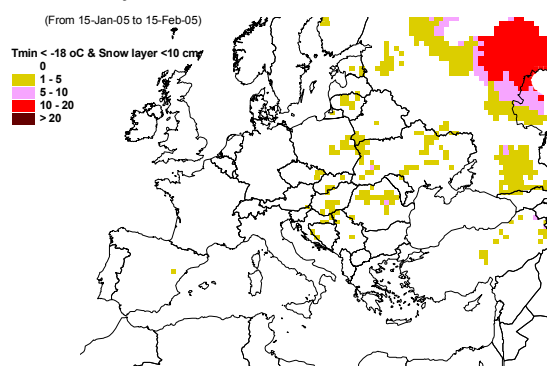 (From 15-Jan-05 to 15-Feb-05)
Tmin < -18 oC & Snow layer <10 cm
0
1 - 5
5 - 10
10 - 20
> 20